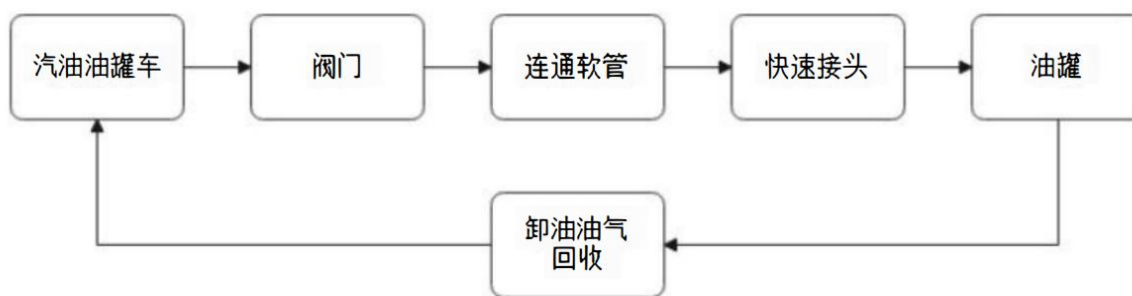 汽油油罐车
阀门
连通软管
快速接头
油罐
卸油油气
回收